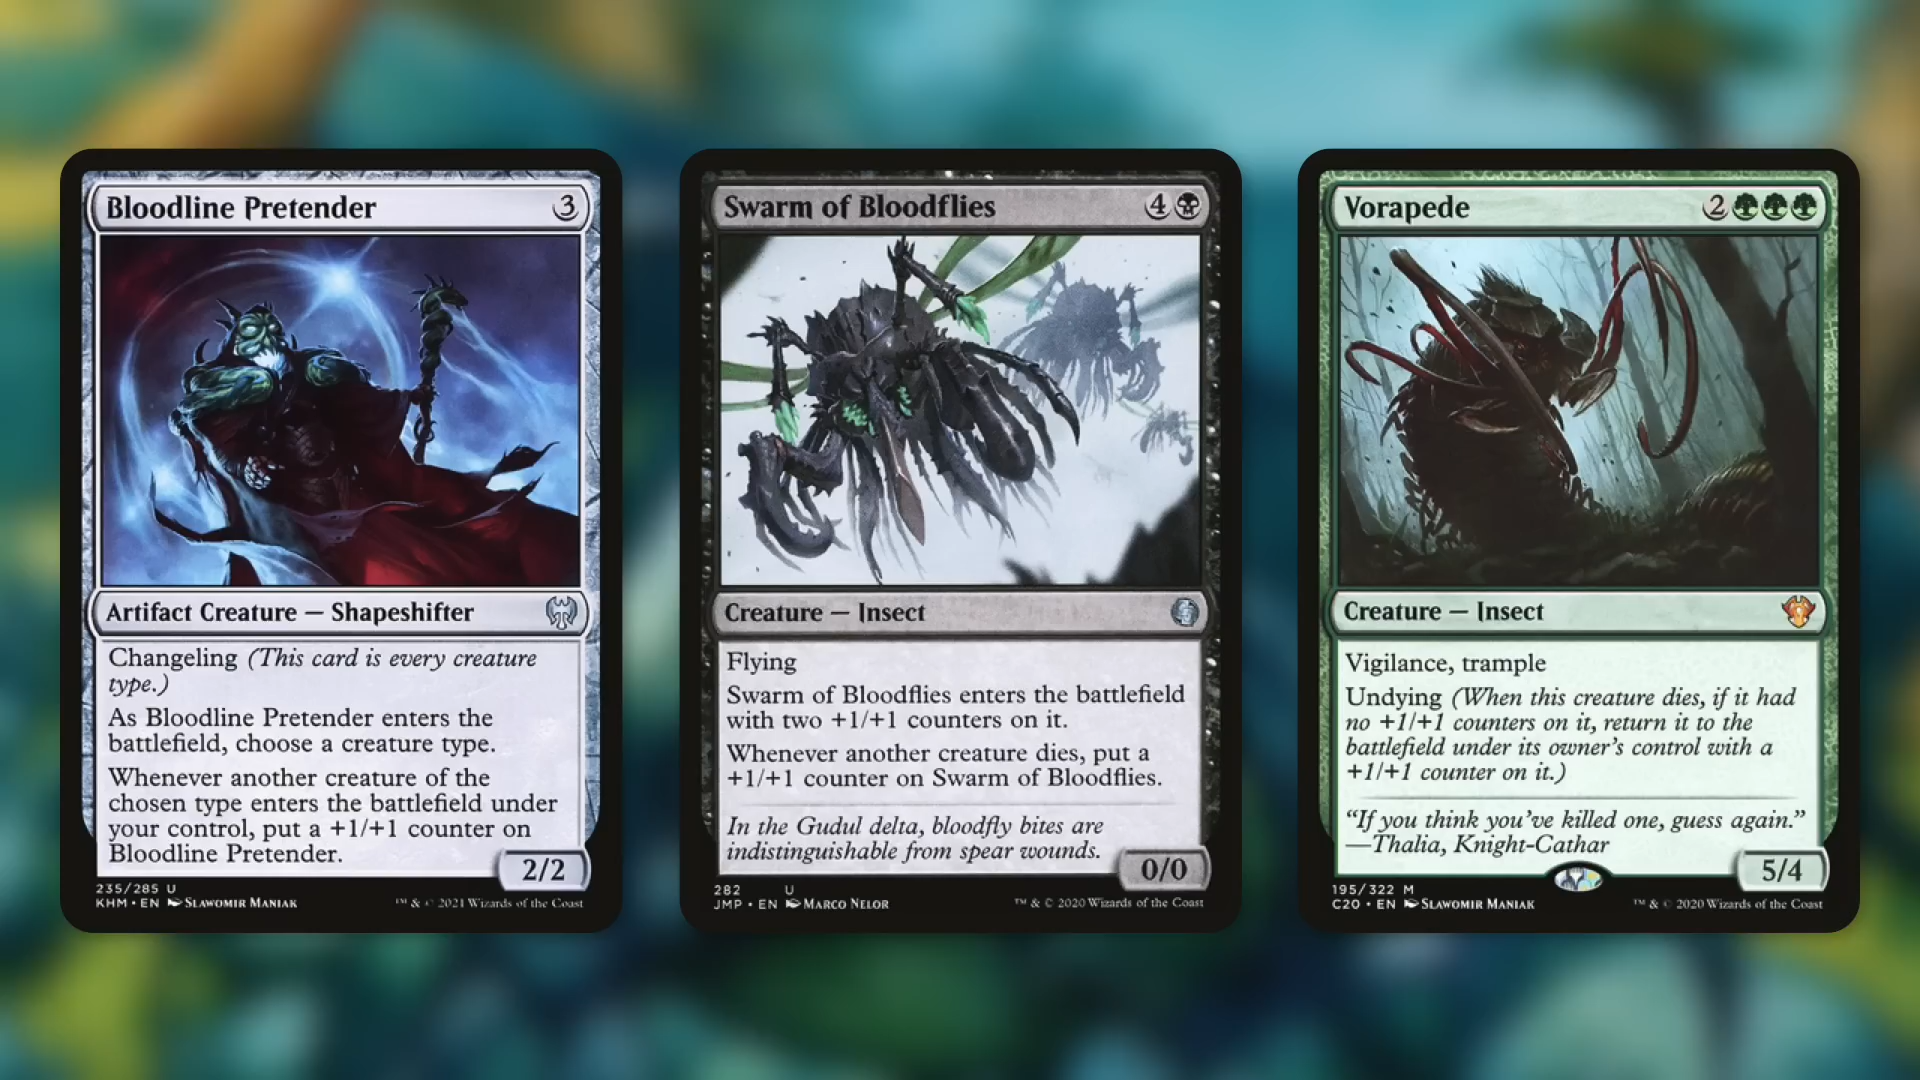 Bloodline Pretender 3
Artifact Creature — Shapeshifter
Changeling (This card is every creature
type.)
As Bloodline Pretender enters the
battlefield, choose a creature type.
Whenever another creature of the
chosen type enters the battlefield under
your control, put a +1/+1 counter on
Bloodline Pretender.
2/2
235/285 U
KHM • EN SLAWOMIR MANIAK
™ & © 2021 Wizards of the Coast
Swarm of Bloodflies 4
Creature — Insect
Flying
Swarm of Bloodflies enters the battlefield
with two +1/+1 counters on it.
Whenever another creature dies, put a
+1/+1 counter on Swarm of Bloodflies.
In the Gudul delta, bloodfly bites are
indistinguishable from spear wounds.
0/0
282 U
JMP • EN MARCO NELOR
™ & © 2020 Wizards of the Coast
Vorapede 2
Creature — Insect
Vigilance, trample
Undying (When this creature dies, if it had
no +1/+1 counters on it, return it to the
battlefield under its owner's control with a
+1/+1 counter on it.)
"If you think you've killed one, guess again."
—Thalia, Knight-Cathar
5/4
195/322 M
C20 • EN SLAWOMIR MANIAK
™ & © 2020 Wizards of the Coast